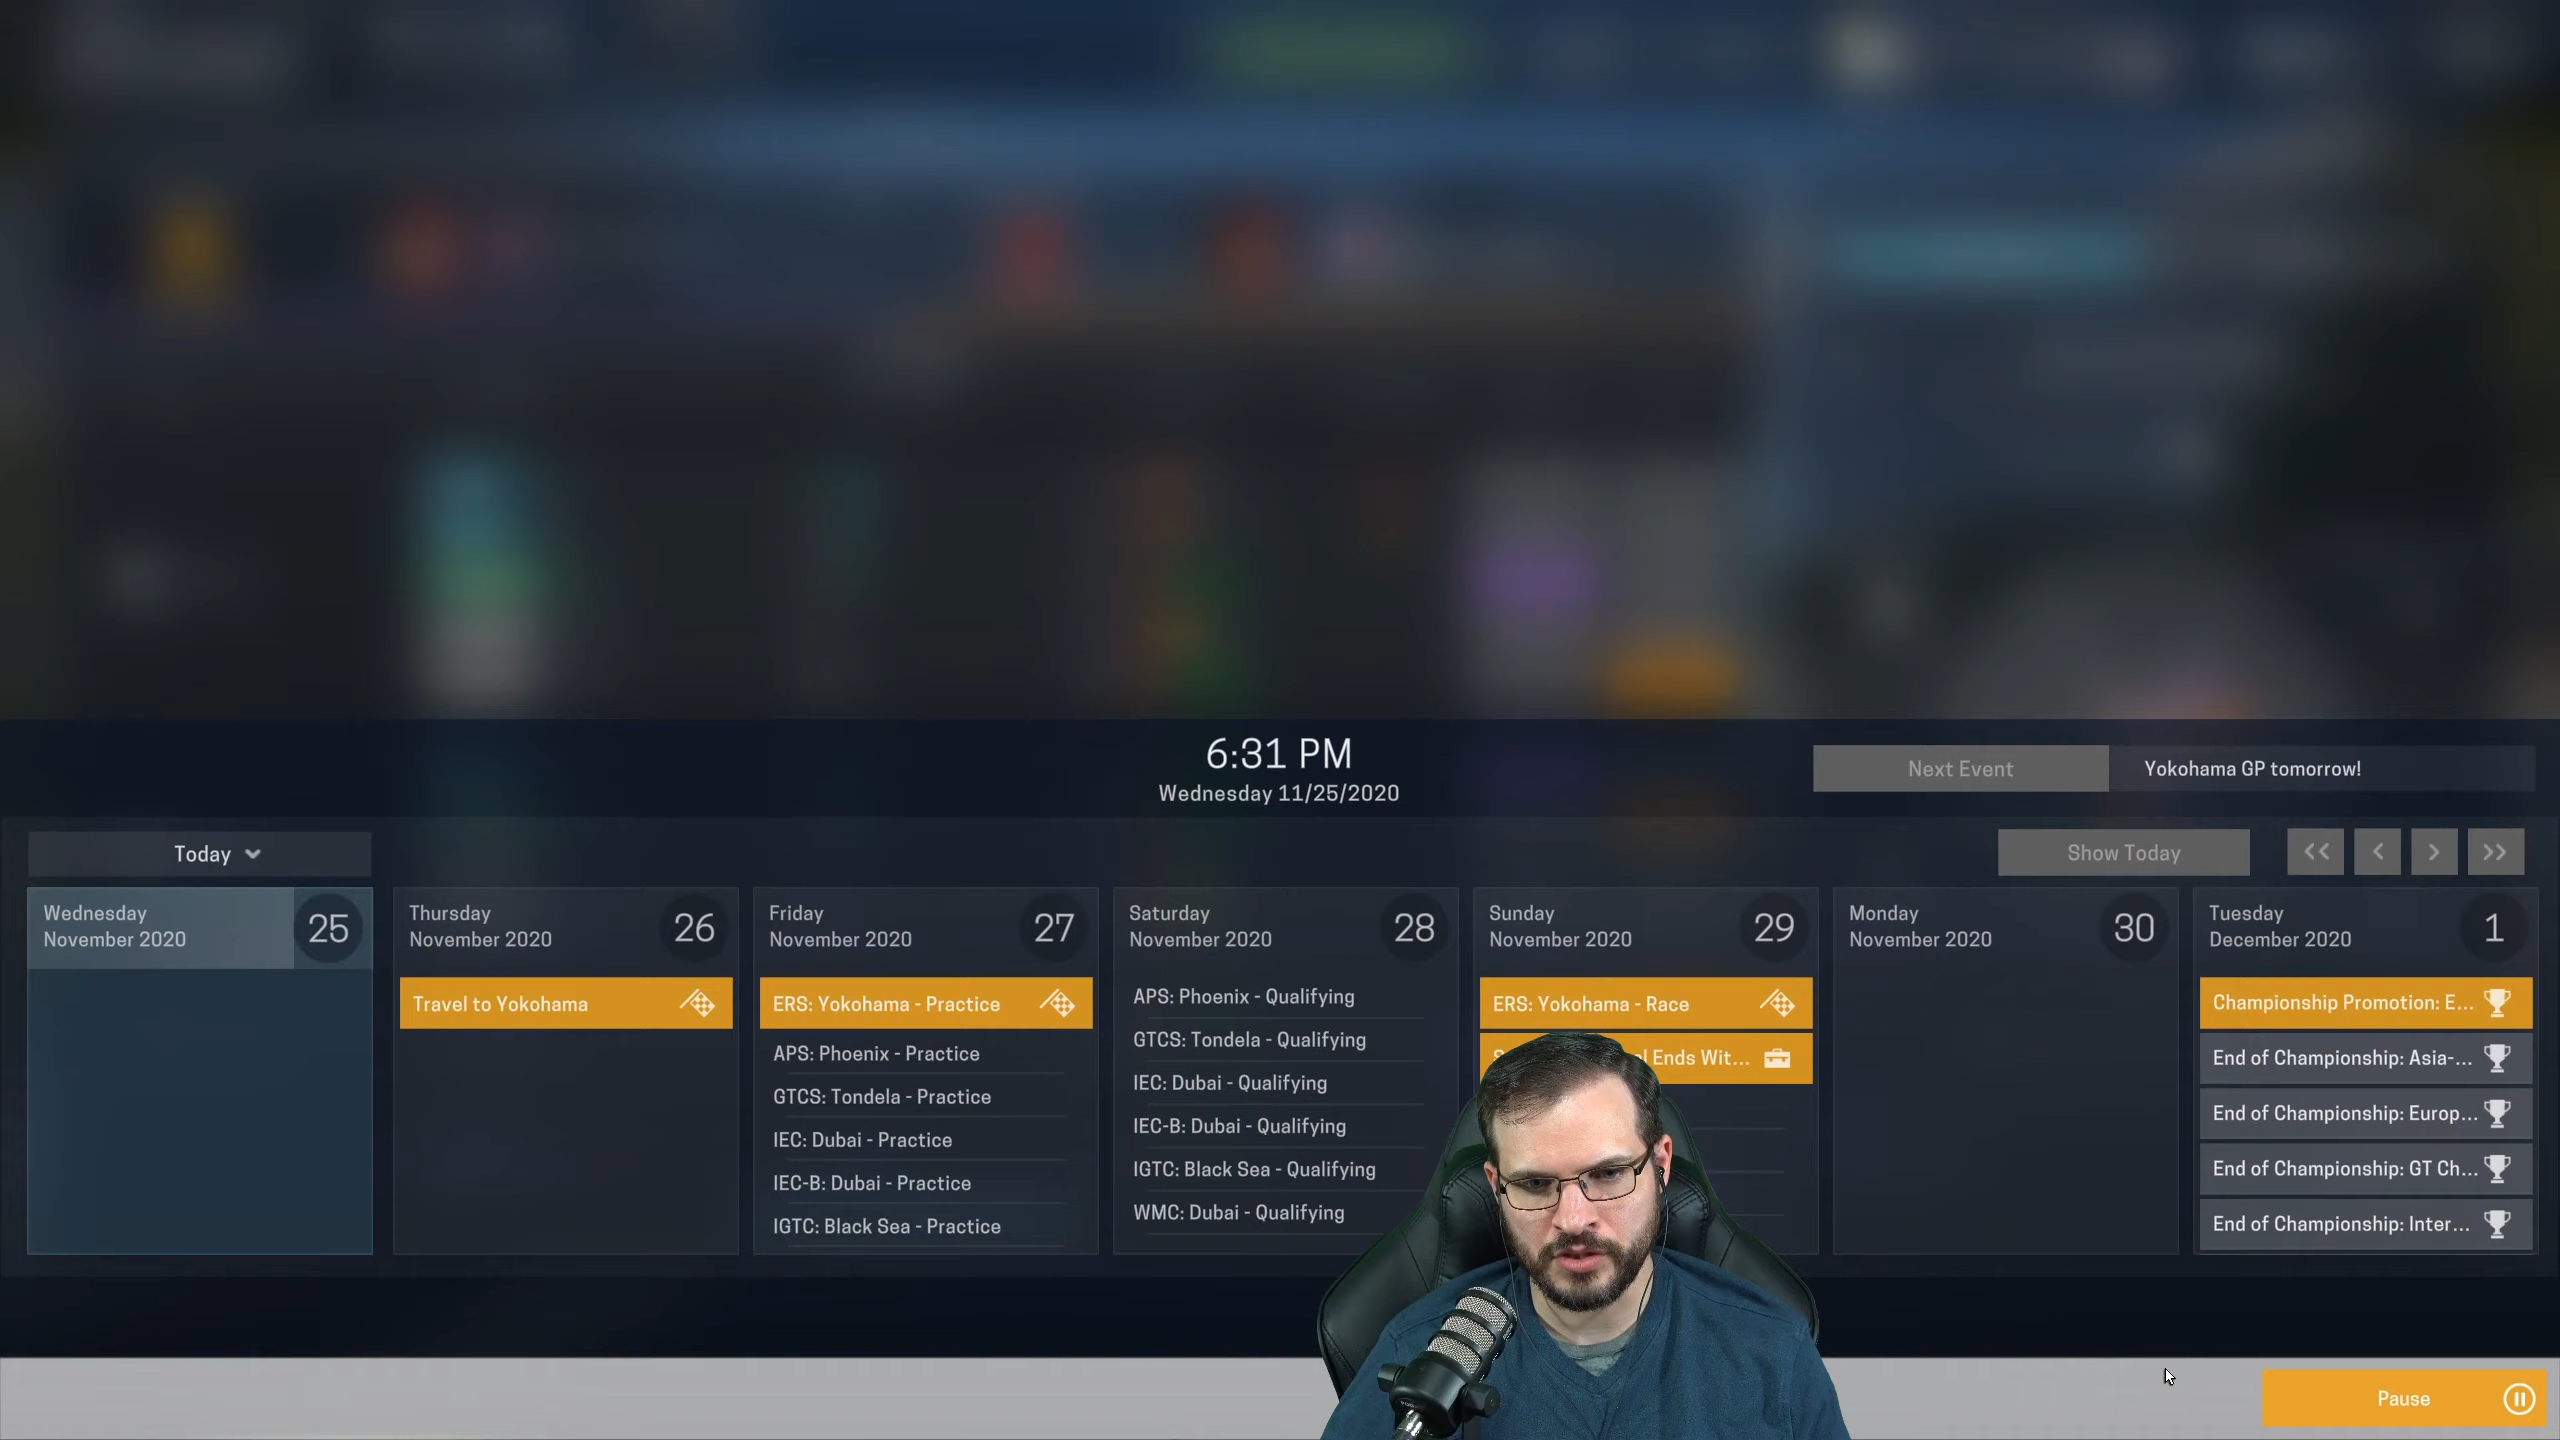 6:31 PM
Wednesday 11/25/2020
Next Event
Yokohama GP tomorrow!
Today
Show Today
<<
<
>
>>
Wednesday
November 2020
25
Thursday
November 2020
26
Travel to Yokohama
Friday
November 2020
27
ERS: Yokohama - Practice
APS: Phoenix - Practice
GTCS: Tondela - Practice
IEC: Dubai - Practice
IEC-B: Dubai - Practice
IGTC: Black Sea - Practice
Saturday
November 2020
28
APS: Phoenix - Qualifying
GTCS: Tondela - Qualifying
IEC: Dubai - Qualifying
IEC-B: Dubai - Qualifying
IGTC: Black Sea - Qualifying
WMC: Dubai - Qualifying
Sunday
November 2020
29
ERS: Yokohama - Race
Ends Wit...
Monday
November 2020
30
Tuesday
December 2020
1
Championship Promotion: E...
End of Championship: Asia-...
End of Championship: Europ...
End of Championship: GT Ch...
End of Championship: Inter...
Pause